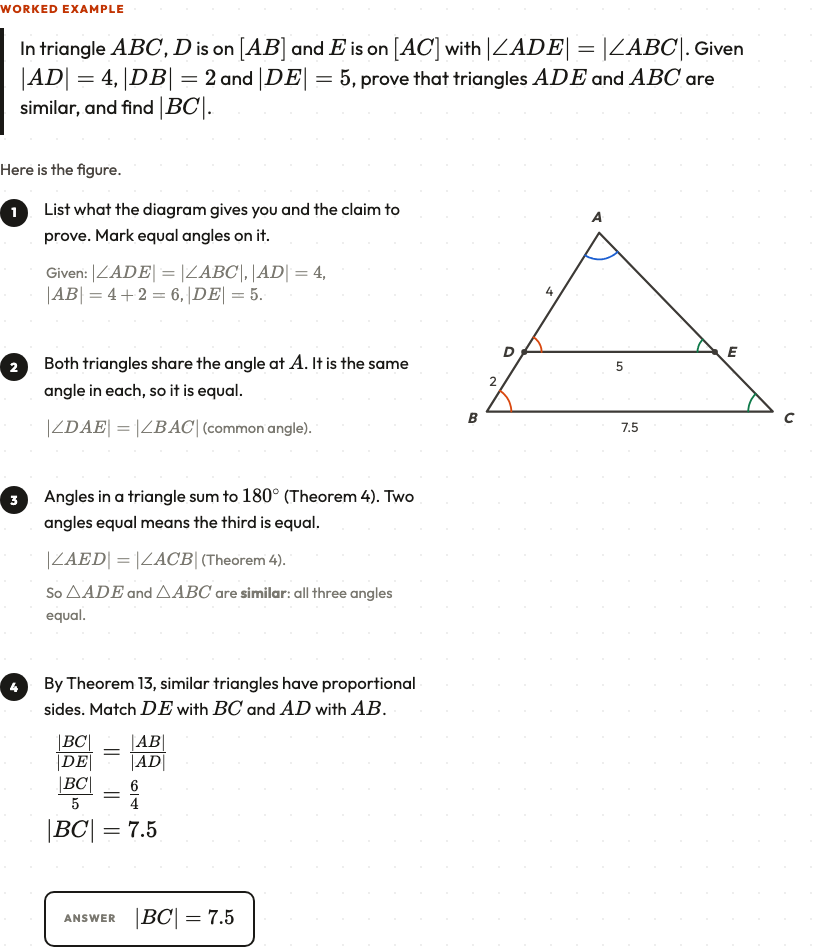 WORKED EXAMPLE
In triangle ABC, D is on [AB] and E is on [AC] with |∠ADE| = |∠ABC|. Given
|AD| = 4, |DB| = 2 and |DE| = 5, prove that triangles ADE and ABC are
similar, and find |BC|.
Here is the figure.
1
List what the diagram gives you and the claim to
prove. Mark equal angles on it.
Given: |∠ADE| = |∠ABC|, |AD| = 4,
|AB| = 4 + 2 = 6, |DE| = 5.
2
Both triangles share the angle at A. It is the same
angle in each, so it is equal.
|∠DAE| = |∠BAC| (common angle).
3
Angles in a triangle sum to 180° (Theorem 4). Two
angles equal means the third is equal.
|∠AED| = |∠ACB| (Theorem 4).
So △ADE and △ABC are similar: all three angles
equal.
4
By Theorem 13, similar triangles have proportional
sides. Match DE with BC and AD with AB.
|BC|/|DE| = |AB|/|AD|
|BC|/5 = 6/4
|BC| = 7.5
ANSWER |BC| = 7.5
A
4
D
E
5
2
B
C
7.5